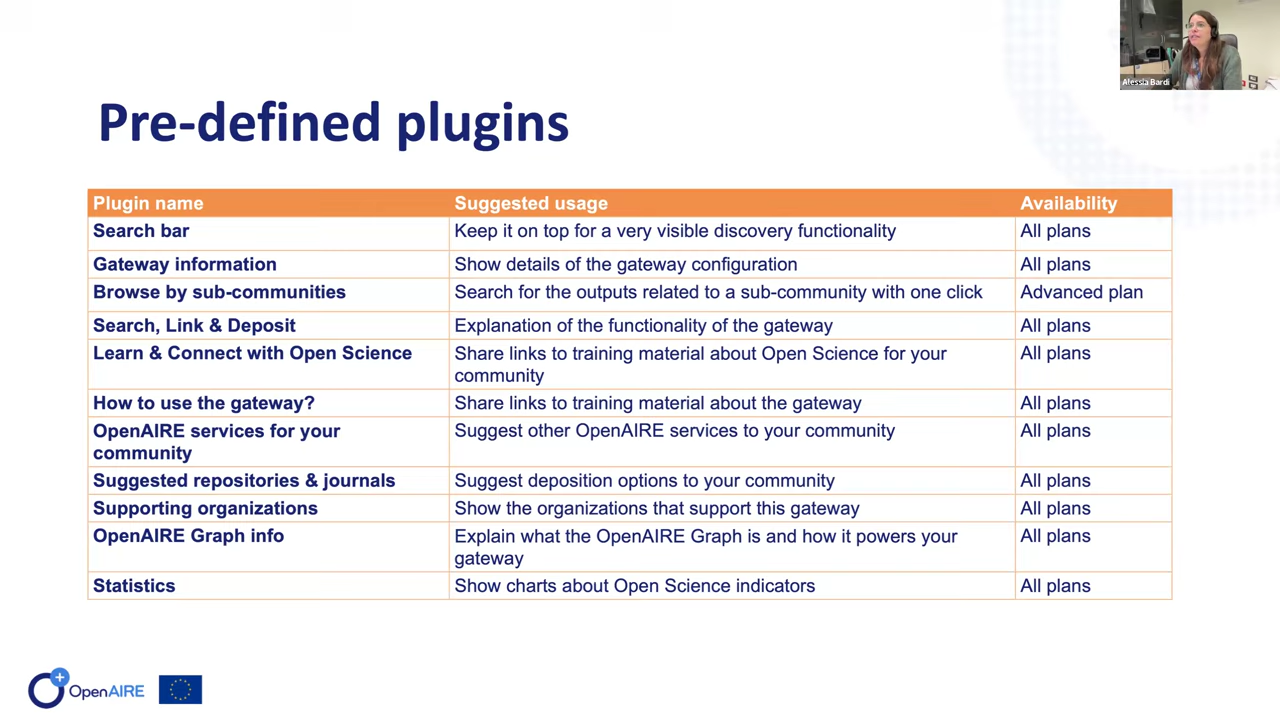 Alessia Bardi
Pre-defined plugins
Plugin name Suggested usage Availability
Search bar Keep it on top for a very visible discovery functionality All plans
Gateway information Show details of the gateway configuration All plans
Browse by sub-communities Search for the outputs related to a sub-community with one click Advanced plan
Search, Link & Deposit Explanation of the functionality of the gateway All plans
Learn & Connect with Open Science Share links to training material about Open Science for your All plans
community
How to use the gateway? Share links to training material about the gateway All plans
OpenAIRE services for your Suggest other OpenAIRE services to your community All plans
community
Suggested repositories & journals Suggest deposition options to your community All plans
Supporting organizations Show the organizations that support this gateway All plans
OpenAIRE Graph info Explain what the OpenAIRE Graph is and how it powers your All plans
gateway
Statistics Show charts about Open Science indicators All plans
OpenAIRE